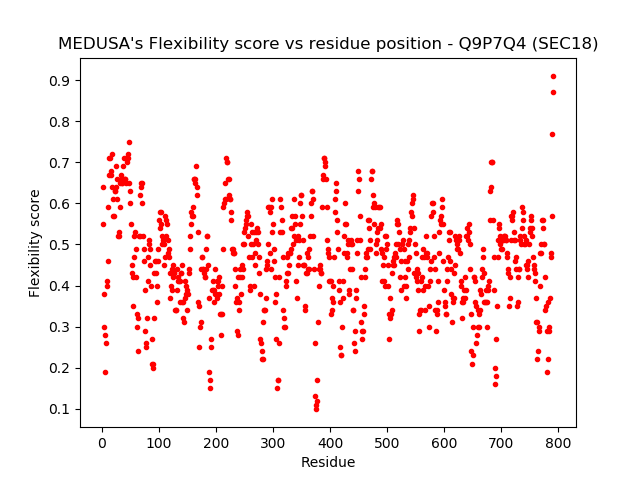 MEDUSA's Flexibility score vs residue position - Q9P7Q4 (SEC18)
Flexibility score
0.9
0.8
0.7
0.6
0.5
0.4
0.3
0.2
0.1
0 100 200 300 400 500 600 700 800
Residue